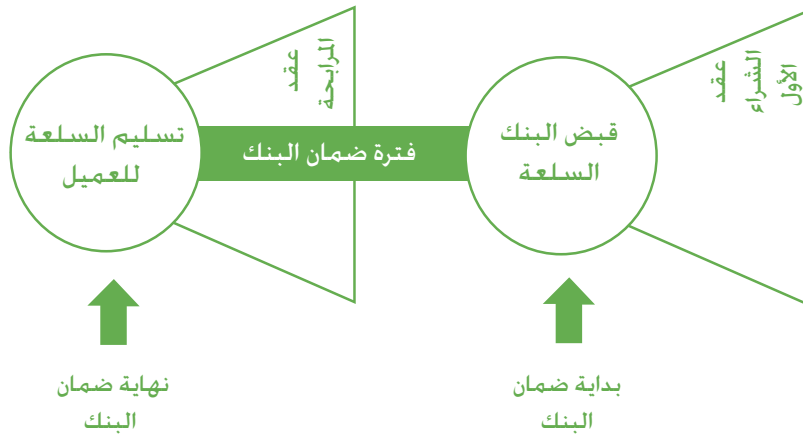 عقد
الشراء
الأول
قبض البنك
السلعة
فترة ضمان البنك
عقد
المرابحة
تسليم السلعة
للعميل
بداية ضمان
البنك
نهاية ضمان
البنك